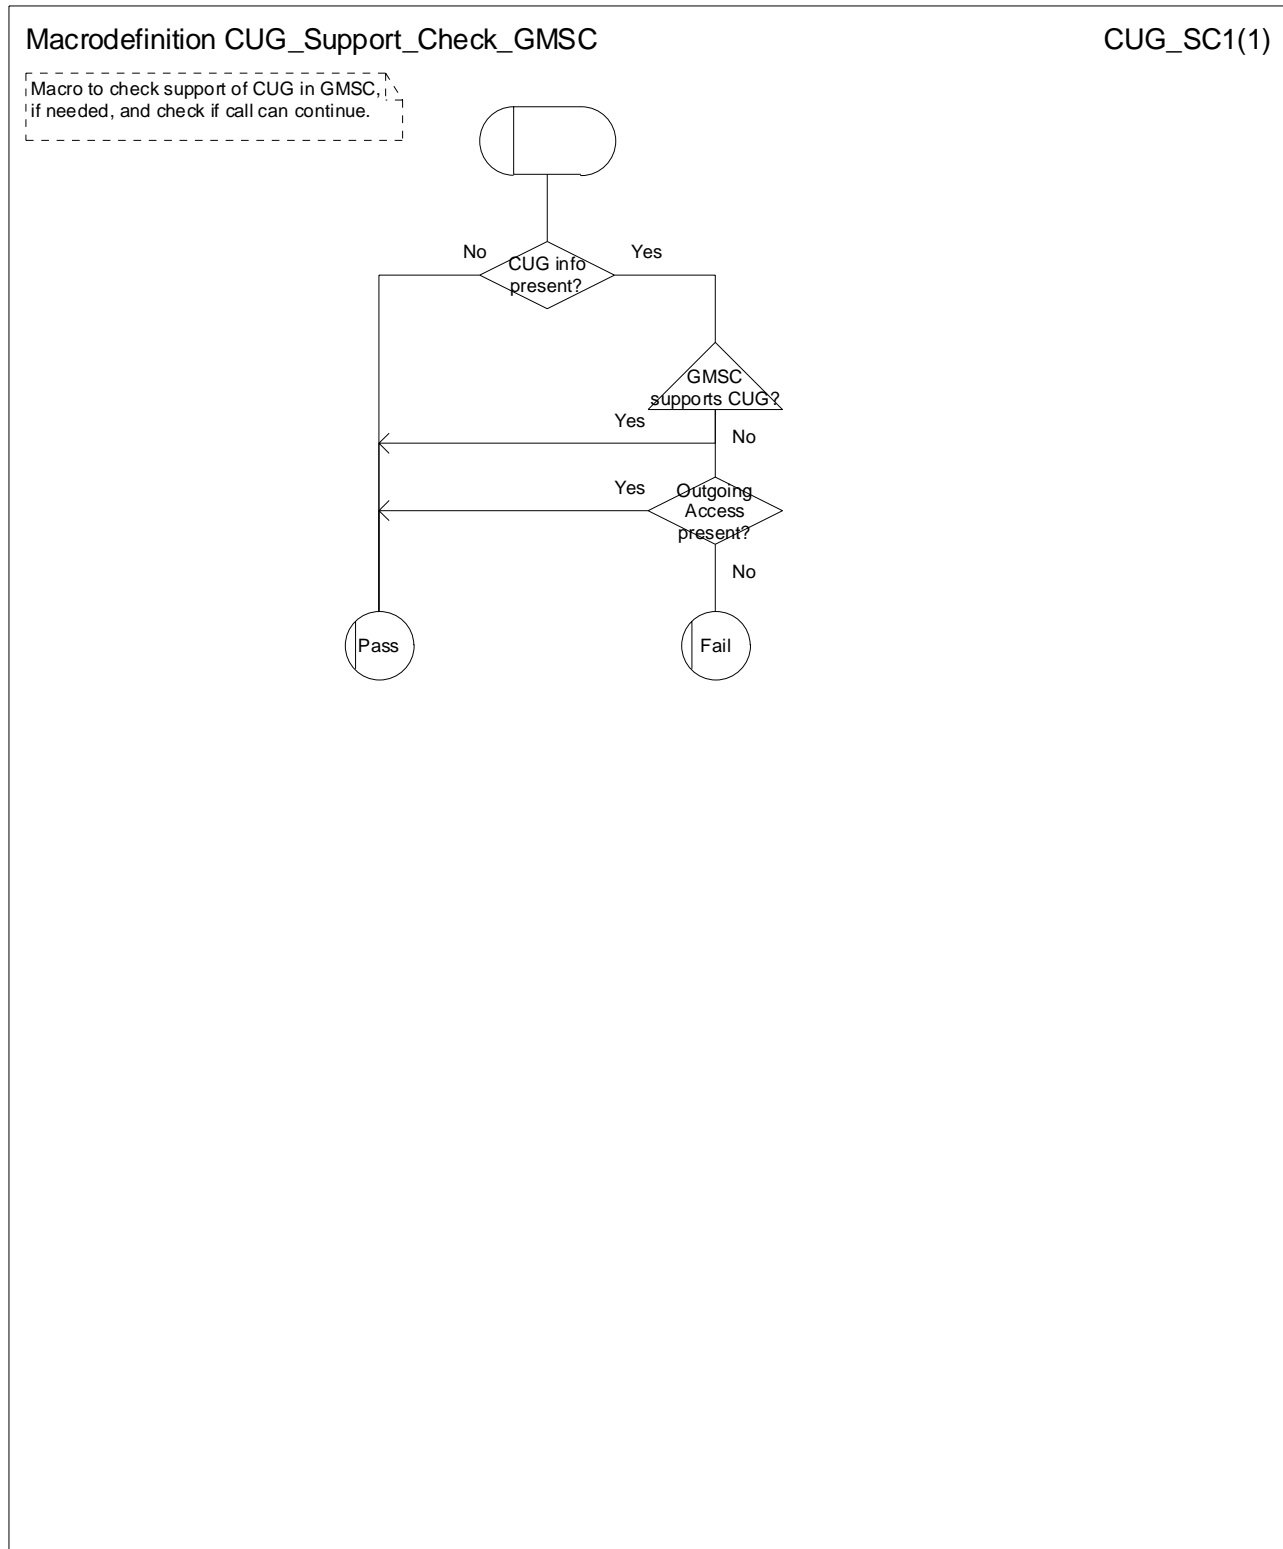 Macrodefinition CUG_Support_Check_GMSC
CUG_SC1(1)
Macro to check support of CUG in GMSC,
if needed, and check if call can continue.
No
Yes
CUG info
present?
GMSC
supports CUG?
Yes
No
Yes
Outgoing
Access
present?
No
Pass
Fail